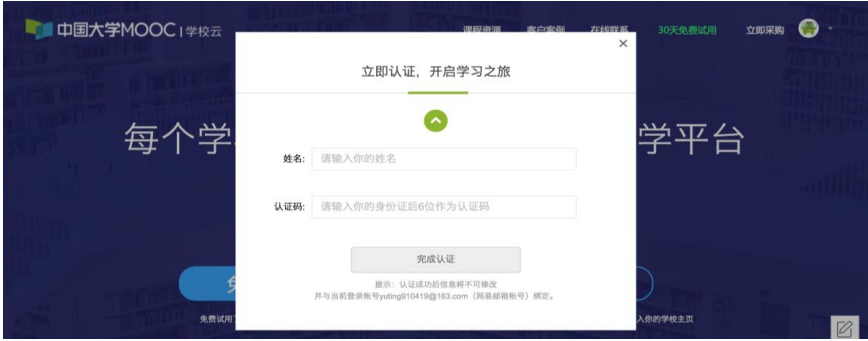 中国大学MOOC | 学校云
课程资源 客户案例 在线联系 30天免费试用 立即采购
×
立即认证，开启学习之旅
每个学 学平台
姓名: 请输入你的姓名
认证码: 请输入你的身份证后6位作为认证码
完成认证
提示：认证成功后信息将不可修改
并与当前登录帐号yuting910419@163.com（网易邮箱帐号）绑定。
免费试用 入你的学校主页